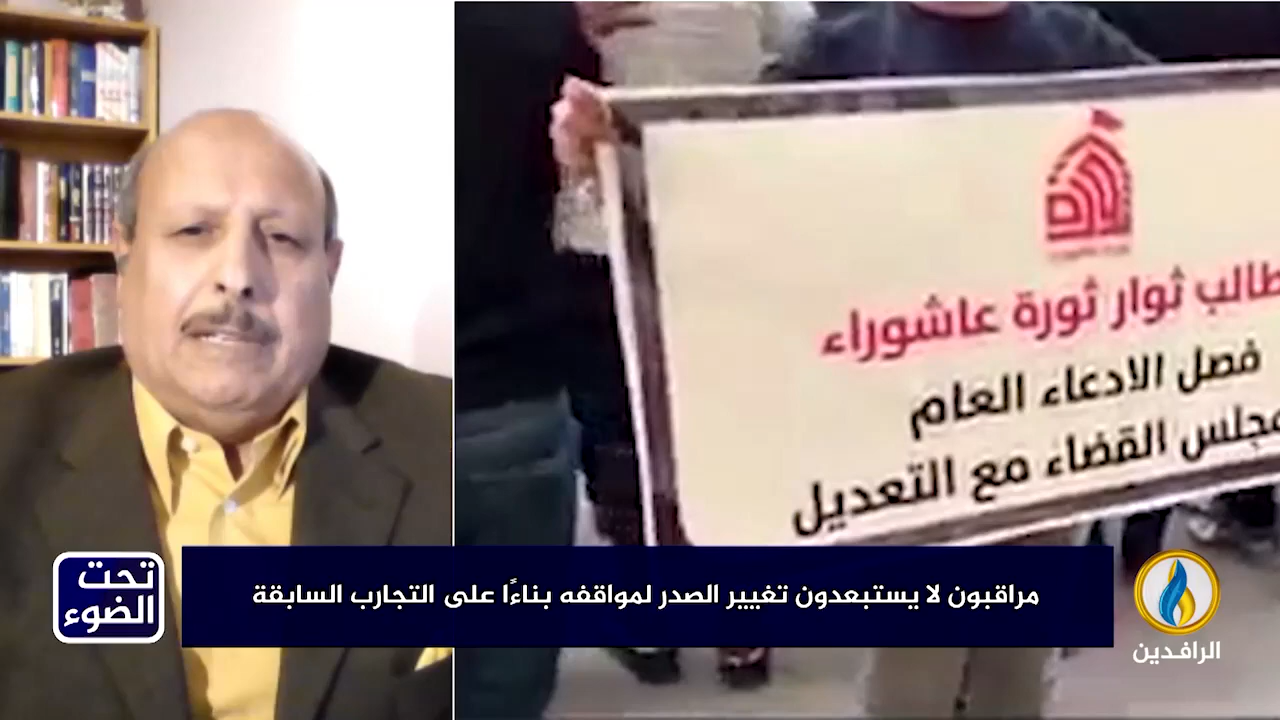 طالب ثوار ثورة عاشوراء
فصل الادعاء العام
مجلس القضاء مع التعديل
مراقبون لا يستبعدون تغيير الصدر لمواقفه بناءًا على التجارب السابقة
تحت
الضوء
الرافدين